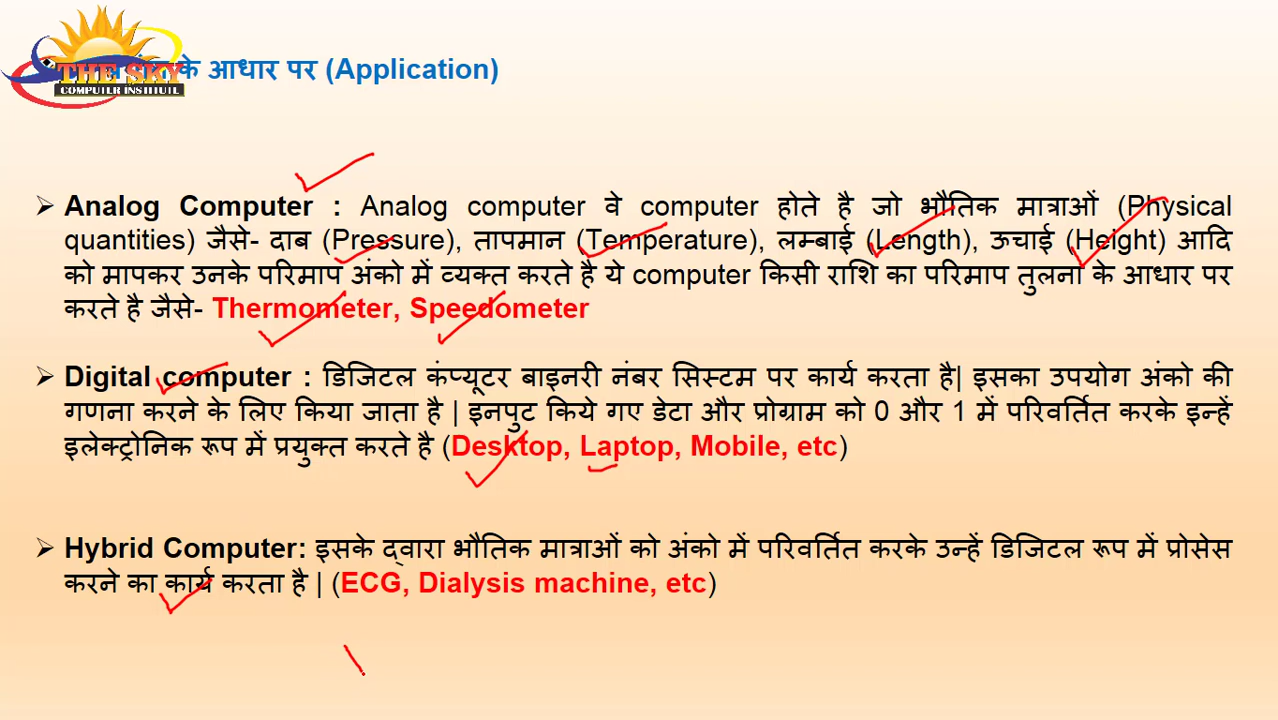 THE SKY
COMPUTER INSTITUTE
के आधार पर (Application)
➢ Analog Computer : Analog computer वे computer होते है जो भौतिक मात्राओं (Physical
quantities) जैसे- दाब (Pressure), तापमान (Temperature), लम्बाई (Length), ऊचाई (Height) आदि
को मापकर उनके परिमाप अंको में व्यक्त करते है ये computer किसी राशि का परिमाप तुलना के आधार पर
करते है जैसे- Thermometer, Speedometer
➢ Digital computer : डिजिटल कंप्यूटर बाइनरी नंबर सिस्टम पर कार्य करता है| इसका उपयोग अंको की
गणना करने के लिए किया जाता है | इनपुट किये गए डेटा और प्रोग्राम को 0 और 1 में परिवर्तित करके इन्हें
इलेक्ट्रोनिक रूप में प्रयुक्त करते है (Desktop, Laptop, Mobile, etc)
➢ Hybrid Computer: इसके द्वारा भौतिक मात्राओं को अंको में परिवर्तित करके उन्हें डिजिटल रूप में प्रोसेस
करने का कार्य करता है | (ECG, Dialysis machine, etc)